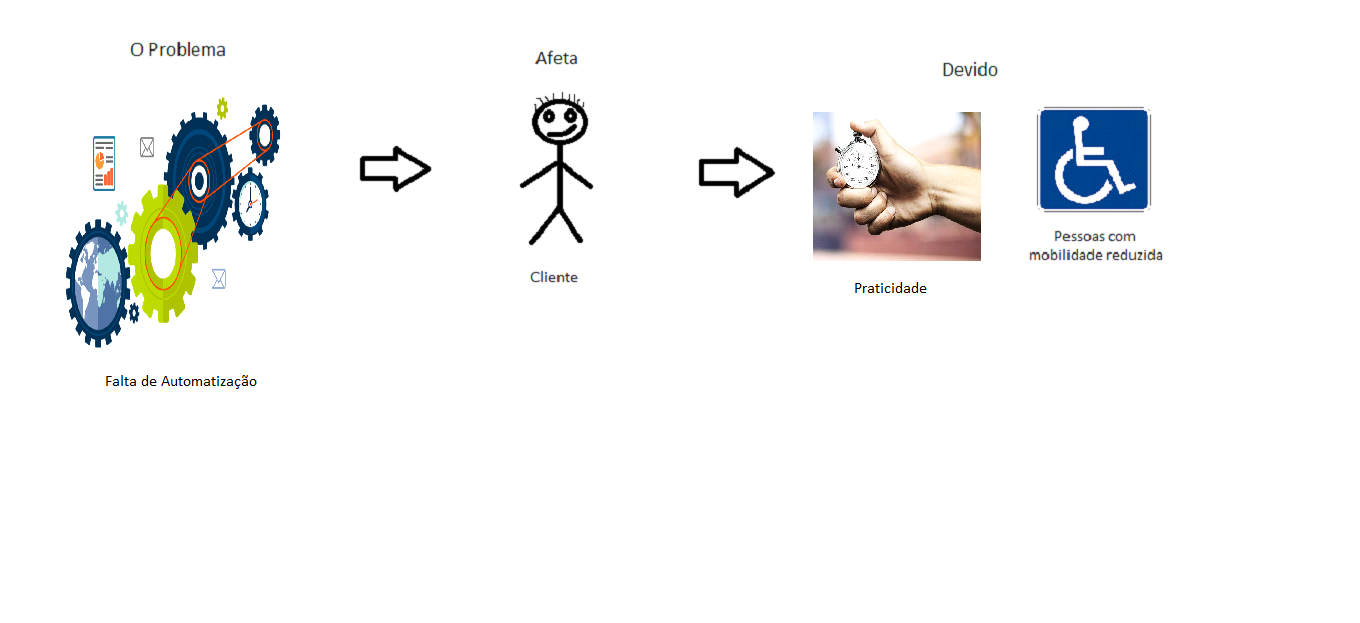 O Problema
Afeta
Devido
Cliente
Praticidade
Pessoas com
mobilidade reduzida
Falta de Automatização